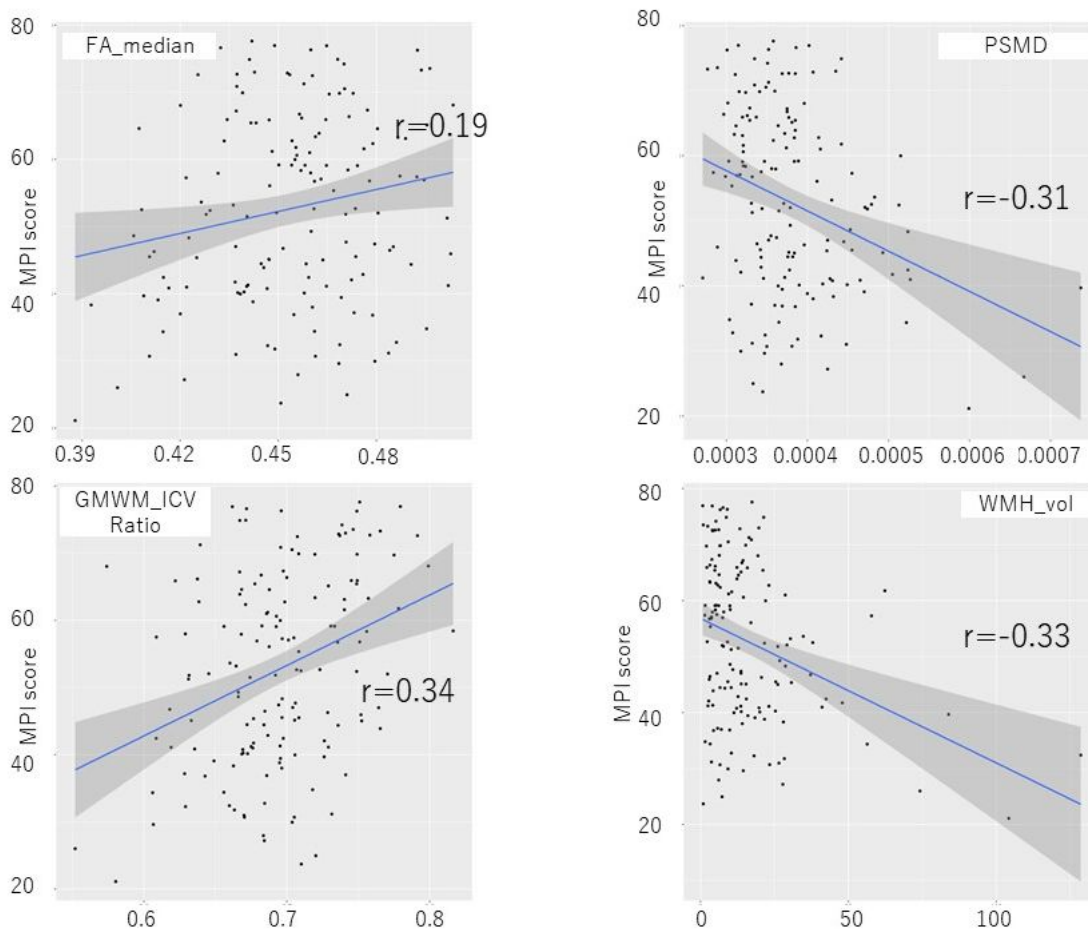 80
FA_median
r=0.19
60
MPI score
40
20
0.39 0.42 0.45 0.48
80
PSMD
60
r=-0.31
MPI score
40
20
0.0003 0.0004 0.0005 0.0006 0.0007
80
GMWM_ICV
Ratio
60
MPI score
r=0.34
40
20
0.6 0.7 0.8
80
WMH_vol
60
r=-0.33
MPI score
40
20
0 50 100